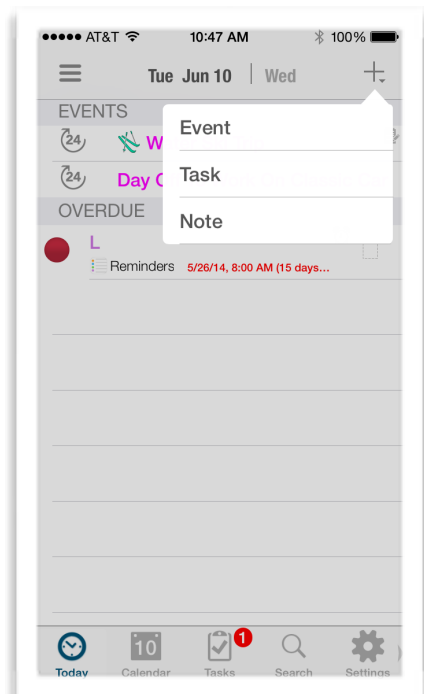 AT&T 10:47 AM 100%
Tue Jun 10 | Wed
EVENTS
Event
24
Task
24 Day
OVERDUE
Note
L
Reminders 5/26/14, 8:00 AM (15 days...
10
1
Today Calendar Tasks Search Settings